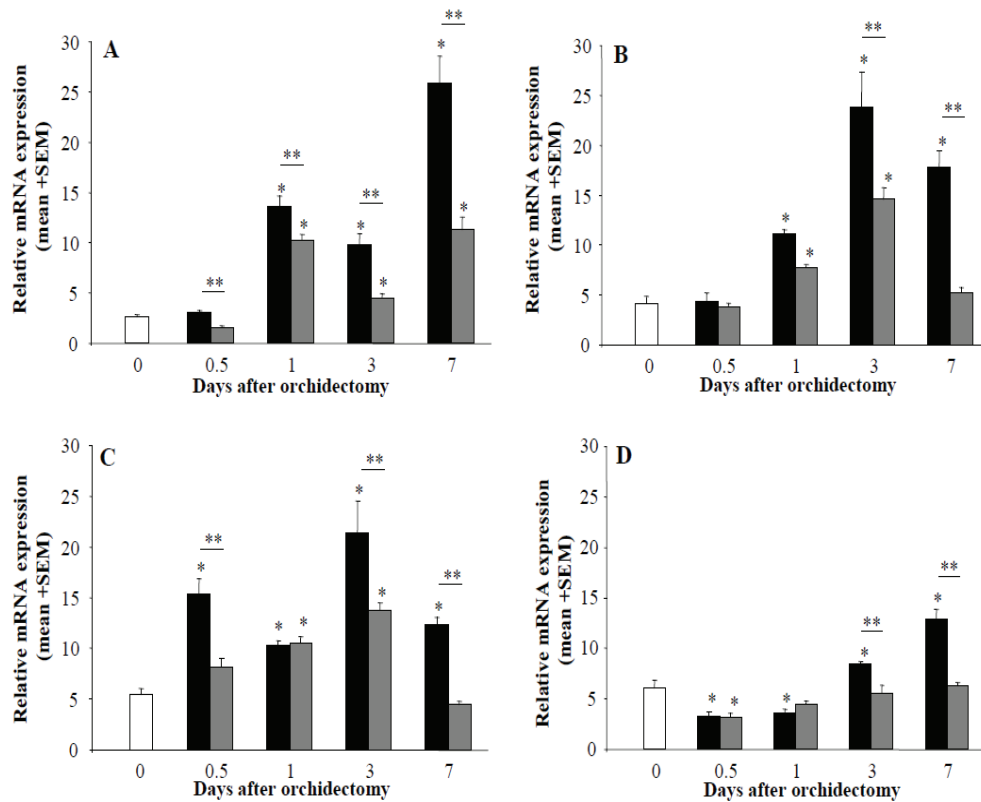 A
Relative mRNA expression
(mean +SEM)
30
25
20
15
10
5
0
**
*
*
**
*
**
*
*
**
*
0 0.5 1 3 7
Days after orchidectomy
B
Relative mRNA expression
(mean +SEM)
30
25
20
15
10
5
0
*
*
**
*
*
**
*
0 0.5 1 3 7
Days after orchidectomy
C
Relative mRNA expression
(mean +SEM)
30
25
20
15
10
5
0
**
*
* *
**
*
*
**
*
0 0.5 1 3 7
Days after orchidectomy
D
Relative mRNA expression
(mean +SEM)
30
25
20
15
10
5
0
* *
*
**
*
**
*
0 0.5 1 3 7
Days after orchidectomy